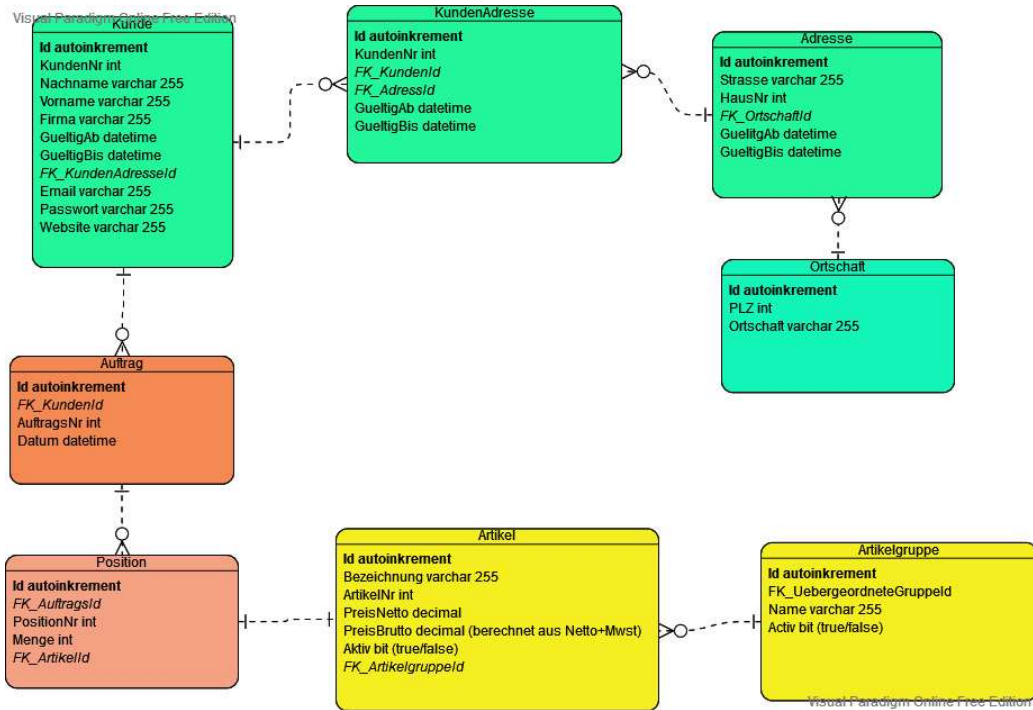 Visual Paradigm Online Free Edition
Kunde
Id autoinkrement
KundenNr int
Nachname varchar 255
Vorname varchar 255
Firma varchar 255
GueltigAb datetime
GueltigBis datetime
FK_KundenAdresseId
Email varchar 255
Passwort varchar 255
Website varchar 255
KundenAdresse
Id autoinkrement
KundenNr int
FK_KundenId
FK_AdressId
GueltigAb datetime
GueltigBis datetime
Adresse
Id autoinkrement
Strasse varchar 255
HausNr int
FK_OrtschaftId
GuelitgAb datetime
GueltigBis datetime
Ortschaft
Id autoinkrement
PLZ int
Ortschaft varchar 255
Auftrag
Id autoinkrement
FK_KundenId
AuftragsNr int
Datum datetime
Position
Id autoinkrement
FK_AuftragsId
PositionNr int
Menge int
FK_ArtikelId
Artikel
Id autoinkrement
Bezeichnung varchar 255
ArtikelNr int
PreisNetto decimal
PreisBrutto decimal (berechnet aus Netto+Mwst)
Aktiv bit (true/false)
FK_ArtikelgruppeId
Artikelgruppe
Id autoinkrement
FK_UebergeordneteGruppeId
Name varchar 255
Activ bit (true/false)
Visual Paradigm Online Free Edition